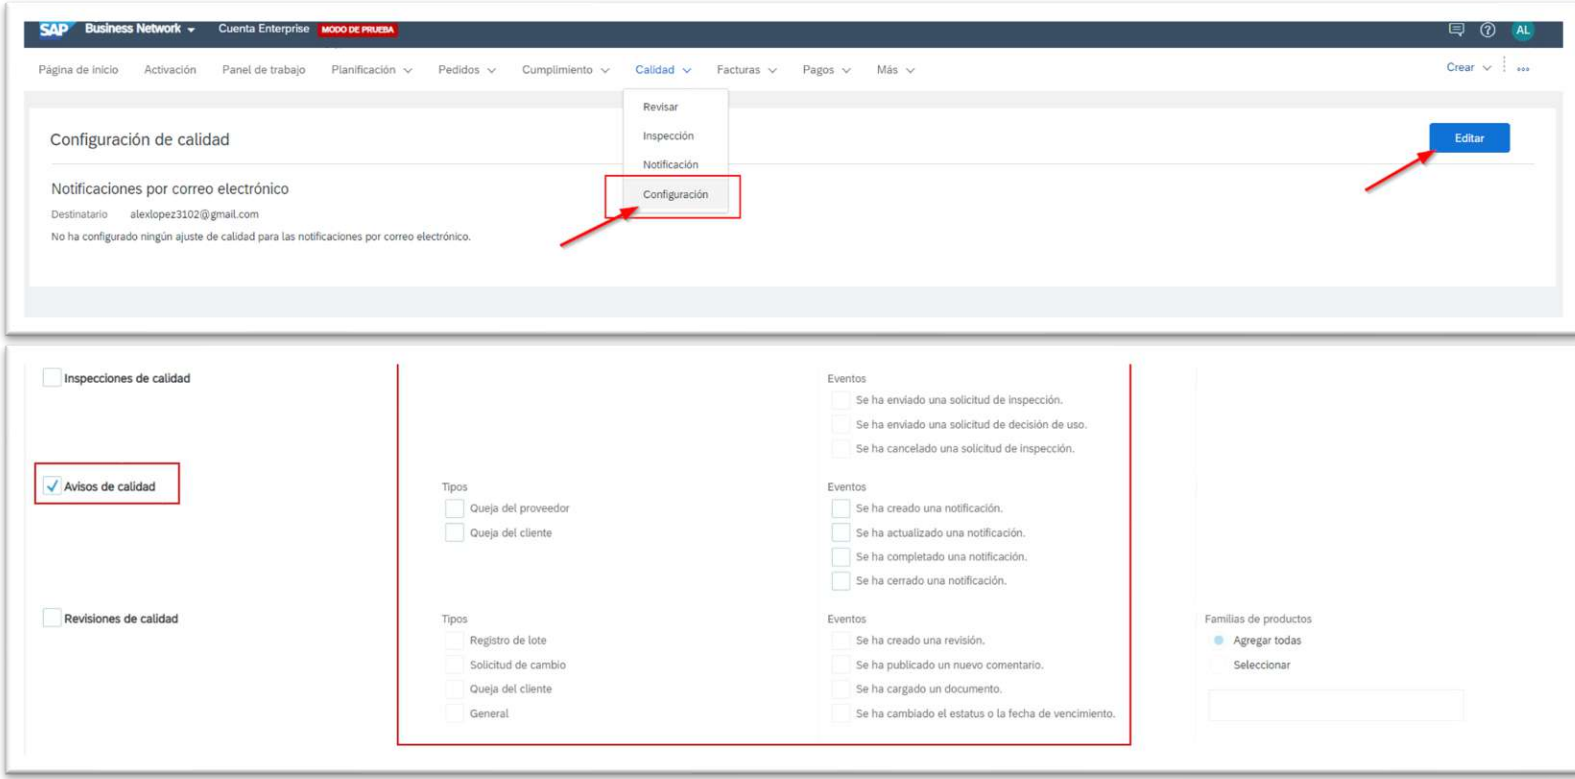 SAP Business Network Cuenta Enterprise MODO DE PRUEBA AL
Página de inicio Activación Panel de trabajo Planificación Pedidos Cumplimiento Calidad Facturas Pagos Más Crear
Revisar
Configuración de calidad
Inspección
Editar
Notificación
Notificaciones por correo electrónico
Configuración
Destinatario alexlopez3102@gmail.com
No ha configurado ningún ajuste de calidad para las notificaciones por correo electrónico.
Inspecciones de calidad
Eventos
Se ha enviado una solicitud de inspección.
Se ha enviado una solicitud de decisión de uso.
Se ha cancelado una solicitud de inspección.
Avisos de calidad
Tipos
Queja del proveedor
Queja del cliente
Eventos
Se ha creado una notificación.
Se ha actualizado una notificación.
Se ha completado una notificación.
Se ha cerrado una notificación.
Revisiones de calidad
Tipos
Registro de lote
Solicitud de cambio
Queja del cliente
General
Eventos
Se ha creado una revisión.
Se ha publicado un nuevo comentario.
Se ha cargado un documento.
Se ha cambiado el estatus o la fecha de vencimiento.
Familias de productos
Agregar todas
Seleccionar